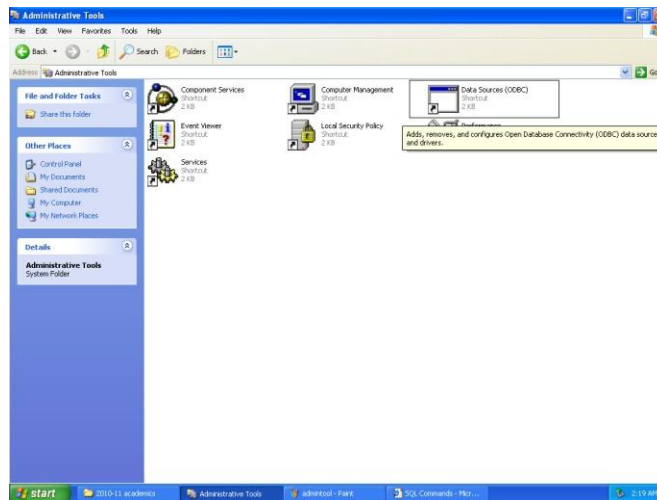 Administrative Tools
File Edit View Favorites Tools Help
Back Search Folders
Address Administrative Tools Go
File and Folder Tasks
Share this folder
Other Places
Control Panel
My Documents
Shared Documents
My Computer
My Network Places
Details
Administrative Tools
System Folder
Component Services
Shortcut
2 KB
Computer Management
Shortcut
2 KB
Data Sources (ODBC)
Shortcut
2 KB
Event Viewer
Shortcut
2 KB
Local Security Policy
Shortcut
2 KB
Adds, removes, and configures Open Database Connectivity (ODBC) data source
and drivers.
Services
Shortcut
2 KB
start 2010-11 academics Administrative Tools admintool - Paint SQL Commands - Micr... 2:19 AM